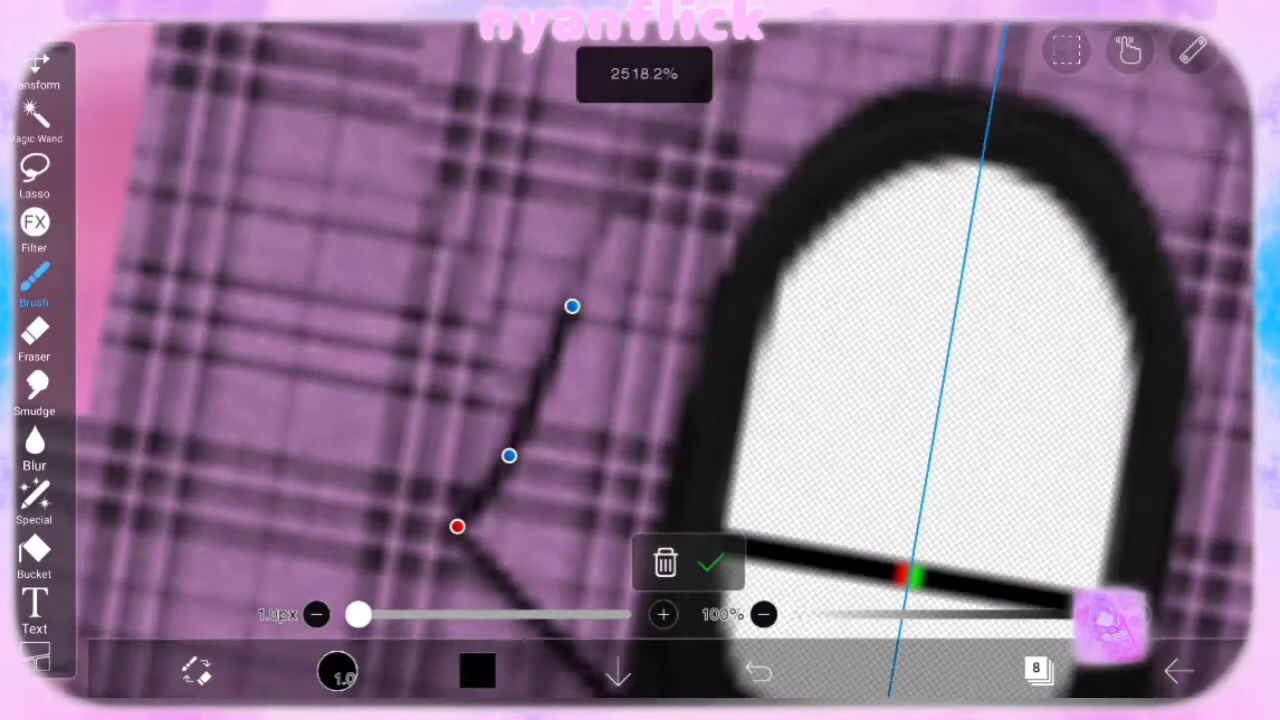 nyanflick
2518.2%
ansform
Magic Wand
Lasso
FX
Filter
Brush
Eraser
Smudge
Blur
Special
Bucket
T
Text
1.0px
100%
1.0
8